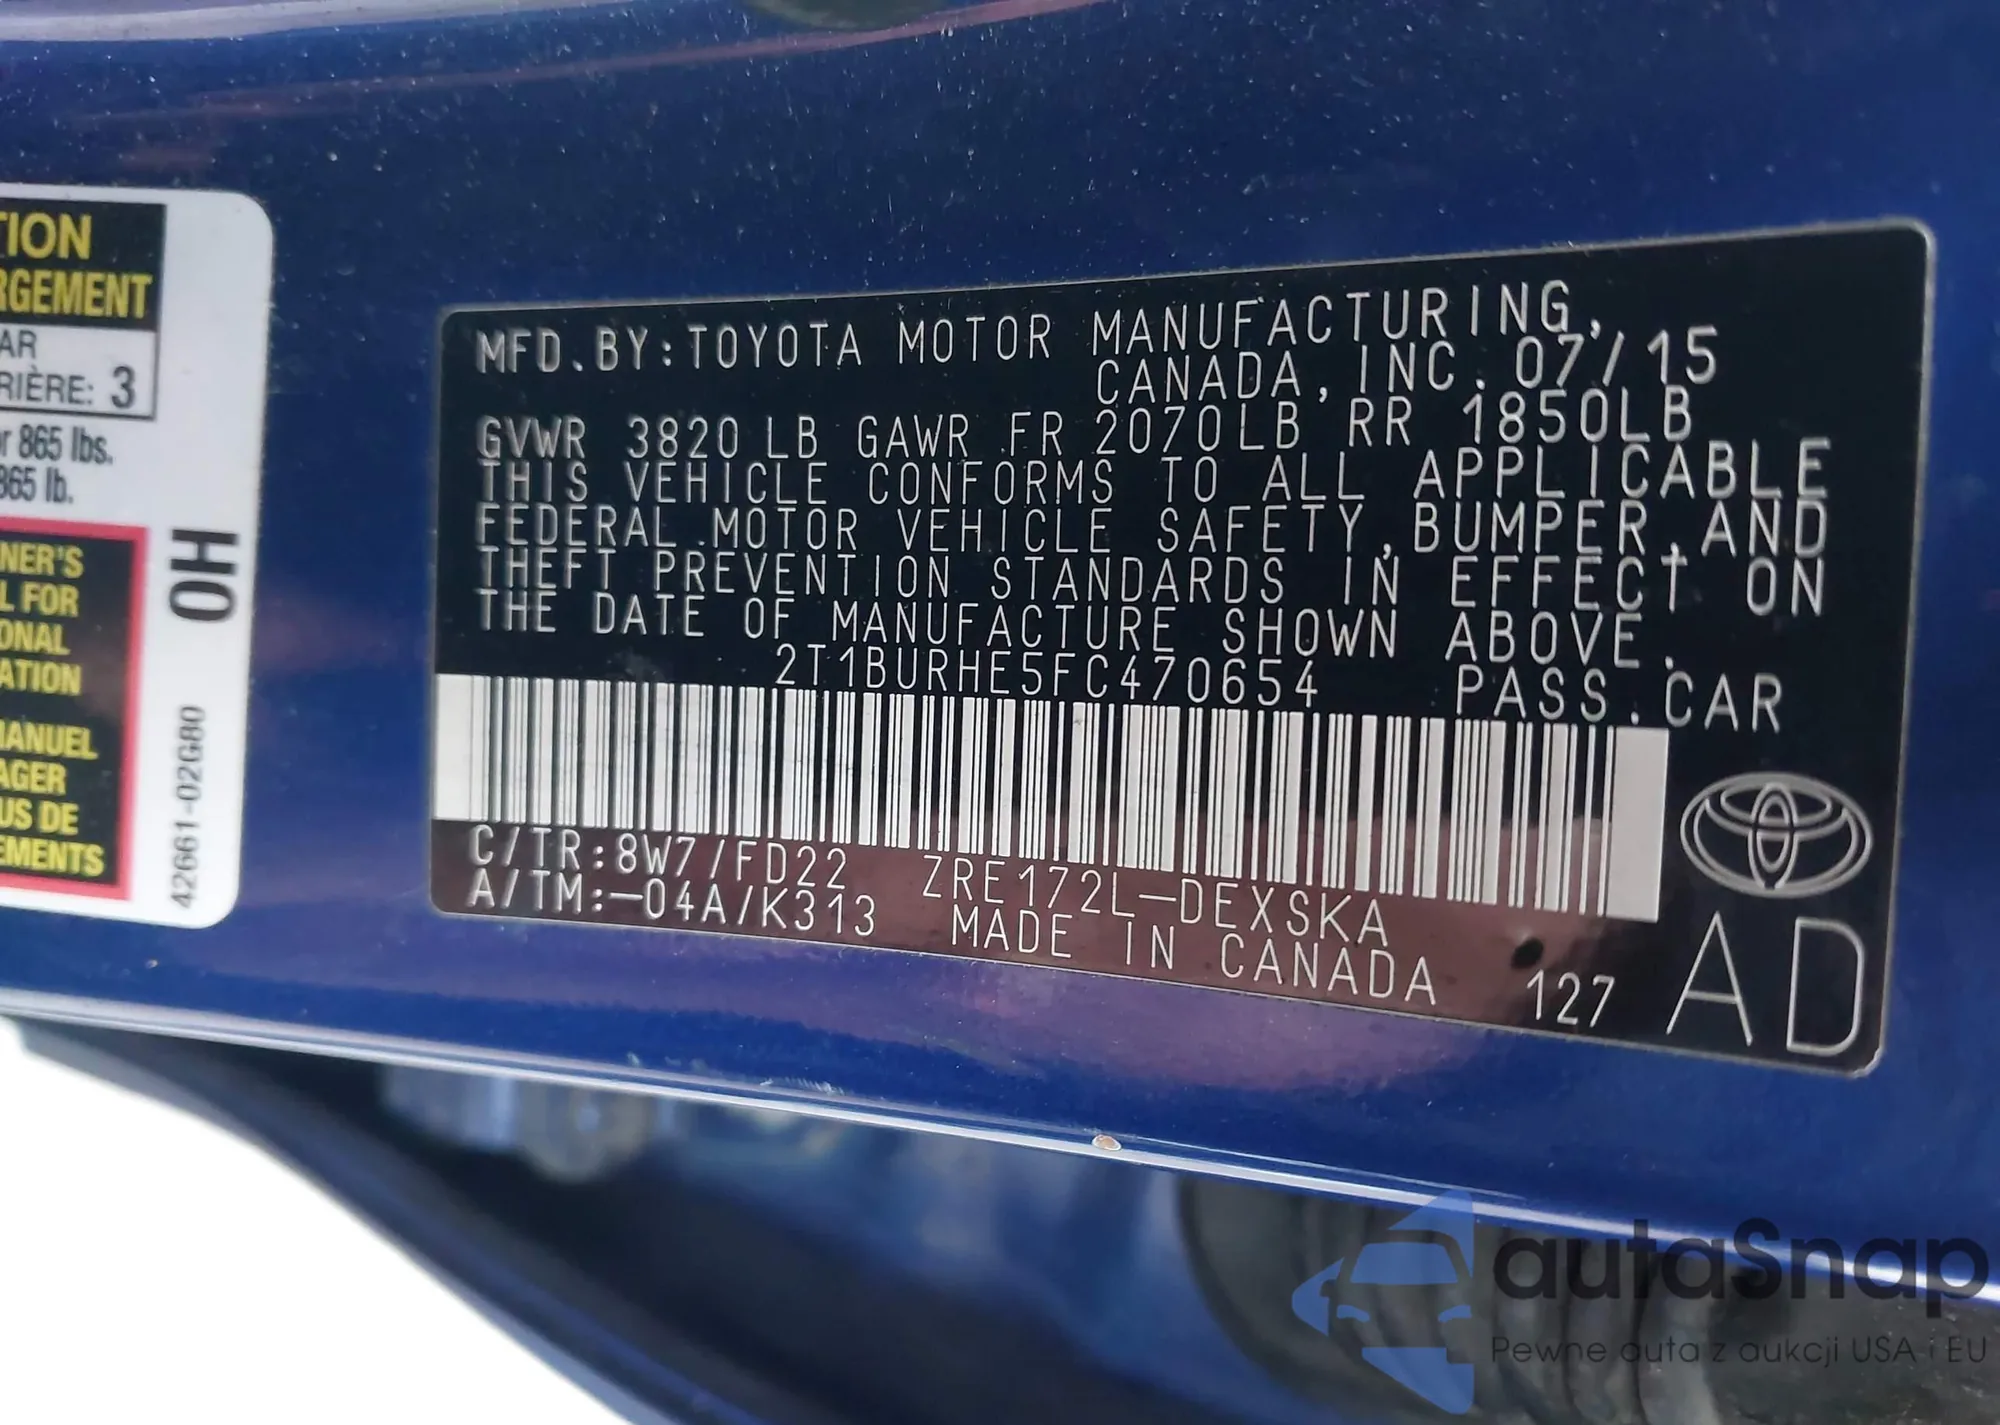 TION
RGEMENT
AR
RIÈRE: 3
r 865 lbs.
865 lb.
NER'S
L FOR
ONAL
ATION
MANUEL
AGER
US DE
EMENTS
0H
42661-02G80
MFD.BY:TOYOTA MOTOR MANUFACTURING,
CANADA,INC. 07/15
GVWR 3820 LB GAWR FR 2070LB RR 1850LB
THIS VEHICLE CONFORMS TO ALL APPLICABLE
FEDERAL MOTOR VEHICLE SAFETY,BUMPER,AND
THEFT PREVENTION STANDARDS IN EFFECT ON
THE DATE OF MANUFACTURE SHOWN ABOVE.
2T1BURHE5FC470654 PASS.CAR
C/TR:8W7/FD22 ZRE172L-DEXSKA
A/TM:-04A/K313 MADE IN CANADA 127
AD
autaSnap
Pewne auta z aukcji USA i EU